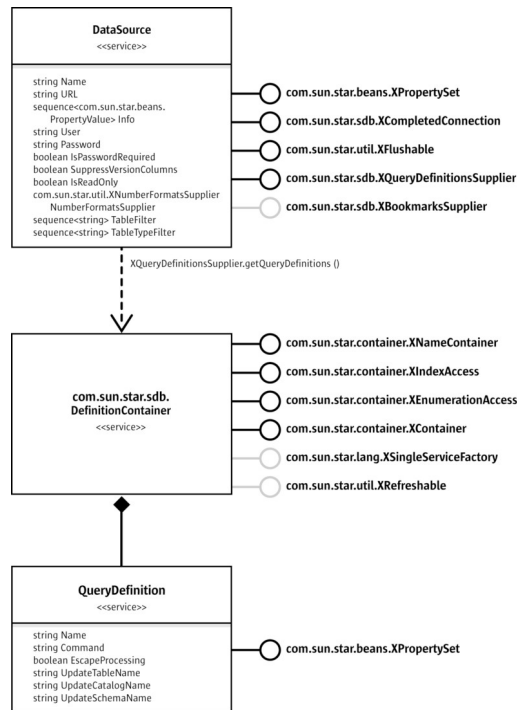 DataSource
<<service>>
string Name
string URL
sequence<com.sun.star.beans.
PropertyValue> Info
string User
string Password
boolean IsPasswordRequired
boolean SuppressVersionColumns
boolean IsReadOnly
com.sun.star.util.XNumberFormatsSupplier
NumberFormatsSupplier
sequence<string> TableFilter
sequence<string> TableTypeFilter
com.sun.star.beans.XPropertySet
com.sun.star.sdb.XCompletedConnection
com.sun.star.util.XFlushable
com.sun.star.sdb.XQueryDefinitionsSupplier
com.sun.star.sdb.XBookmarksSupplier
XQueryDefinitionsSupplier.getQueryDefinitions ()
com.sun.star.sdb.
DefinitionContainer
<<service>>
com.sun.star.container.XNameContainer
com.sun.star.container.XIndexAccess
com.sun.star.container.XEnumerationAccess
com.sun.star.container.XContainer
com.sun.star.lang.XSingleServiceFactory
com.sun.star.util.XRefreshable
QueryDefinition
<<service>>
string Name
string Command
boolean EscapeProcessing
string UpdateTableName
string UpdateCatalogName
string UpdateSchemaName
com.sun.star.beans.XPropertySet